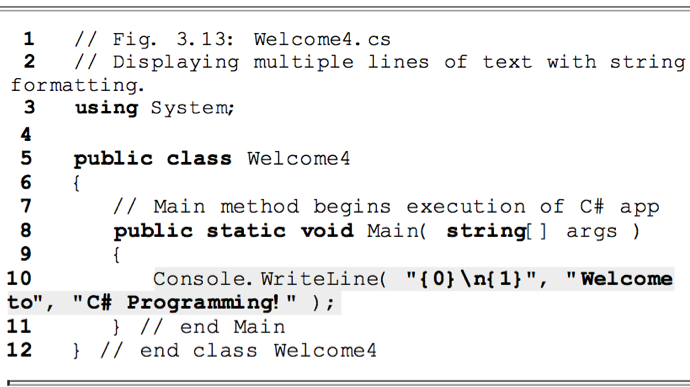 1 // Fig. 3.13: Welcome4.cs
2 // Displaying multiple lines of text with string
formatting.
3 using System;
4
5 public class Welcome4
6 {
7 // Main method begins execution of C# app
8 public static void Main( string[] args )
9 {
10 Console.WriteLine( "{0}\n{1}", "Welcome
to", "C# Programming!" );
11 } // end Main
12 } // end class Welcome4